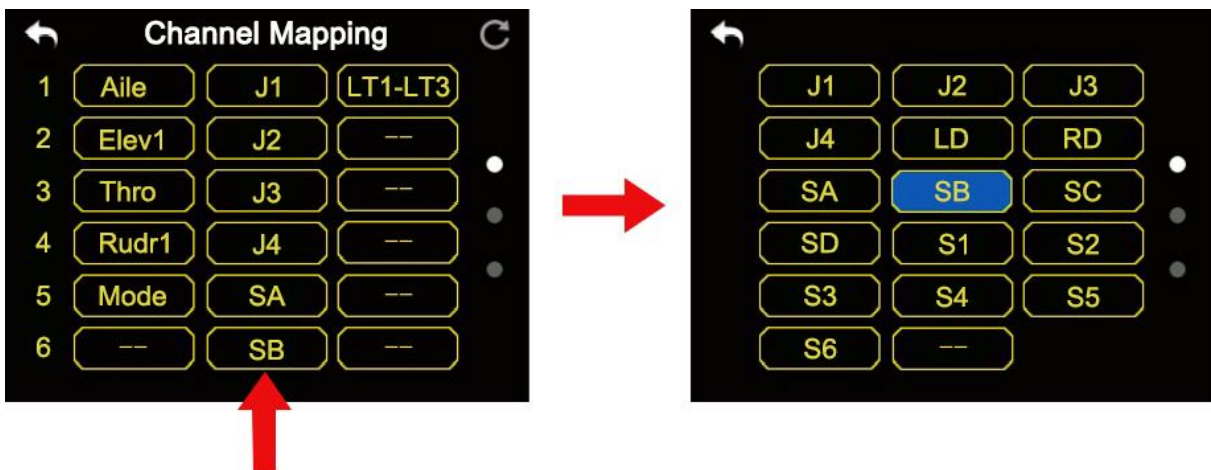 Channel Mapping
1 Aile J1 LT1-LT3
2 Elev1 J2 --
3 Thro J3 --
4 Rudr1 J4 --
5 Mode SA --
6 -- SB --
J1 J2 J3
J4 LD RD
SA SB SC
SD S1 S2
S3 S4 S5
S6 --